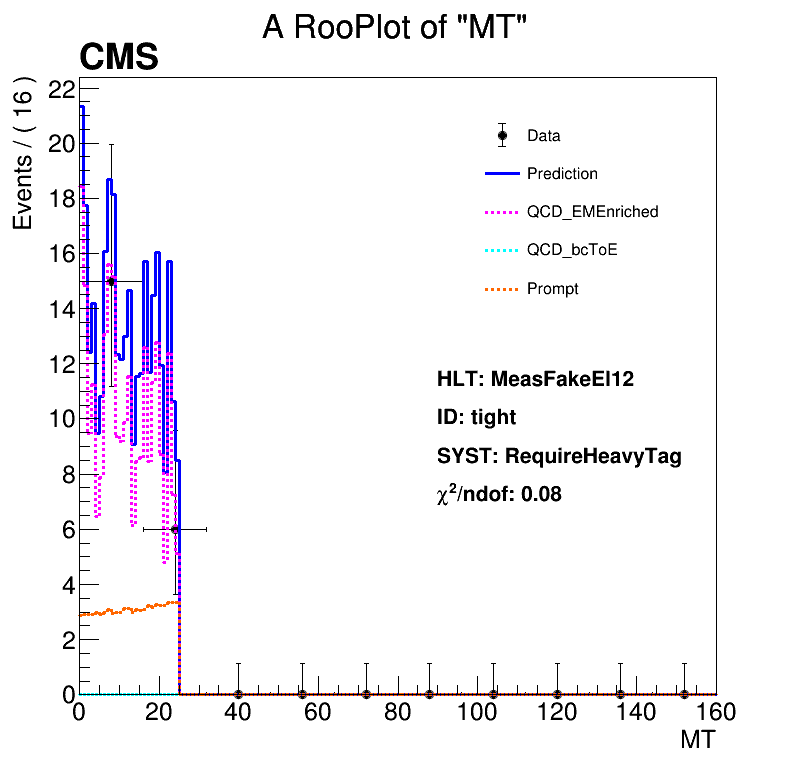 A RooPlot of "MT"
CMS
Events / ( 16 )
22
20
18
16
14
12
10
8
6
4
2
0
Data
Prediction
QCD_EMEnriched
QCD_bcToE
Prompt
HLT: MeasFakeEl12
ID: tight
SYST: RequireHeavyTag
χ²/ndof: 0.08
0 20 40 60 80 100 120 140 160
MT